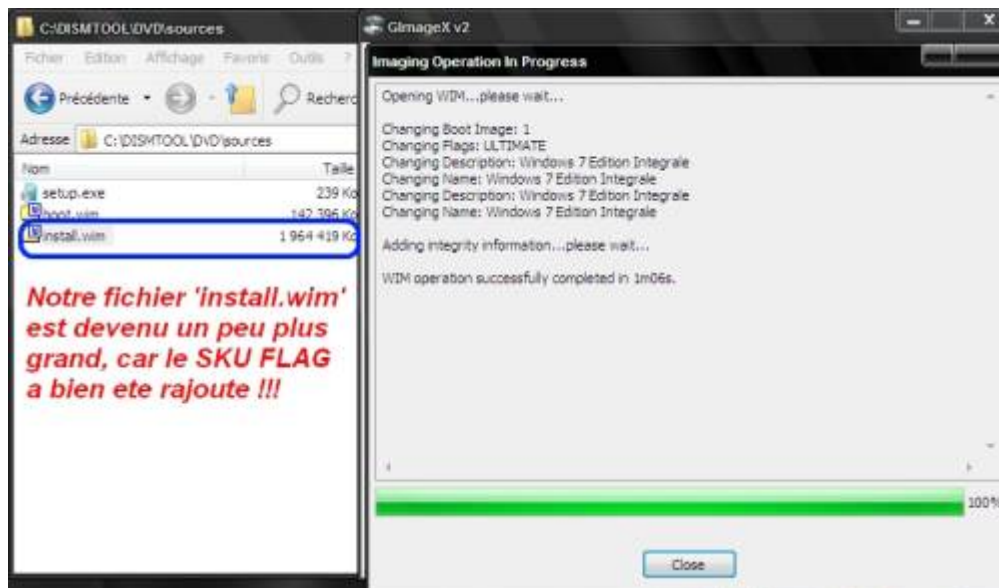 C:\DISMTOOL\DVD\sources
Fichier Edition Affichage Favoris Outils ?
Précédente Recherc
Adresse C:\DISMTOOL\DVD\sources
Nom Taille
setup.exe 239 Ko
boot.wim 142 396 Ko
install.wim 1 964 419 Ko
Notre fichier 'install.wim'
est devenu un peu plus
grand, car le SKU FLAG
a bien ete rajoute !!!
GImageX v2
Imaging Operation In Progress
Opening WIM...please wait...
Changing Boot Image: 1
Changing Flags: ULTIMATE
Changing Description: Windows 7 Edition Integrale
Changing Name: Windows 7 Edition Integrale
Changing Description: Windows 7 Edition Integrale
Changing Name: Windows 7 Edition Integrale
Adding integrity information...please wait...
WIM operation successfully completed in 1m06s.
100%
Close